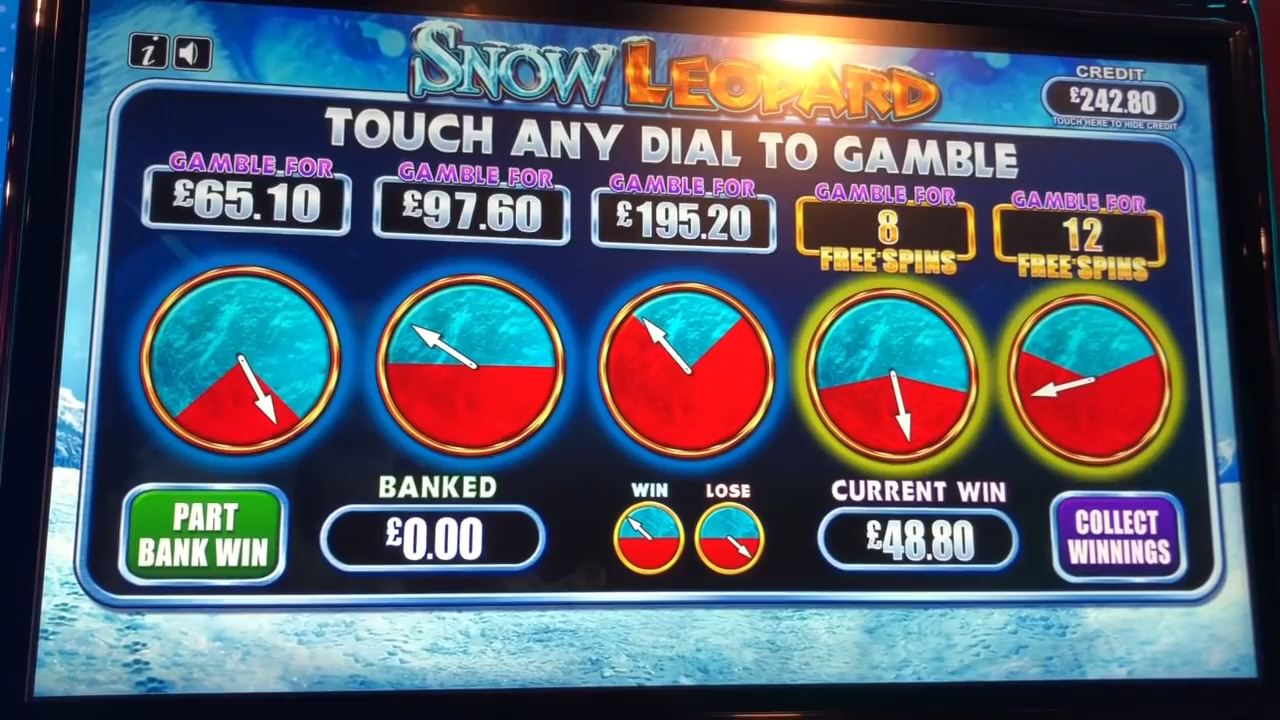 i
SNOW LEOPARD
CREDIT
£242.80
TOUCH HERE TO HIDE CREDIT
TOUCH ANY DIAL TO GAMBLE
GAMBLE FOR
£65.10
GAMBLE FOR
£97.60
GAMBLE FOR
£195.20
GAMBLE FOR
8
FREE SPINS
GAMBLE FOR
12
FREE SPINS
PART
BANK WIN
BANKED
£0.00
WIN
LOSE
CURRENT WIN
£48.80
COLLECT
WINNINGS